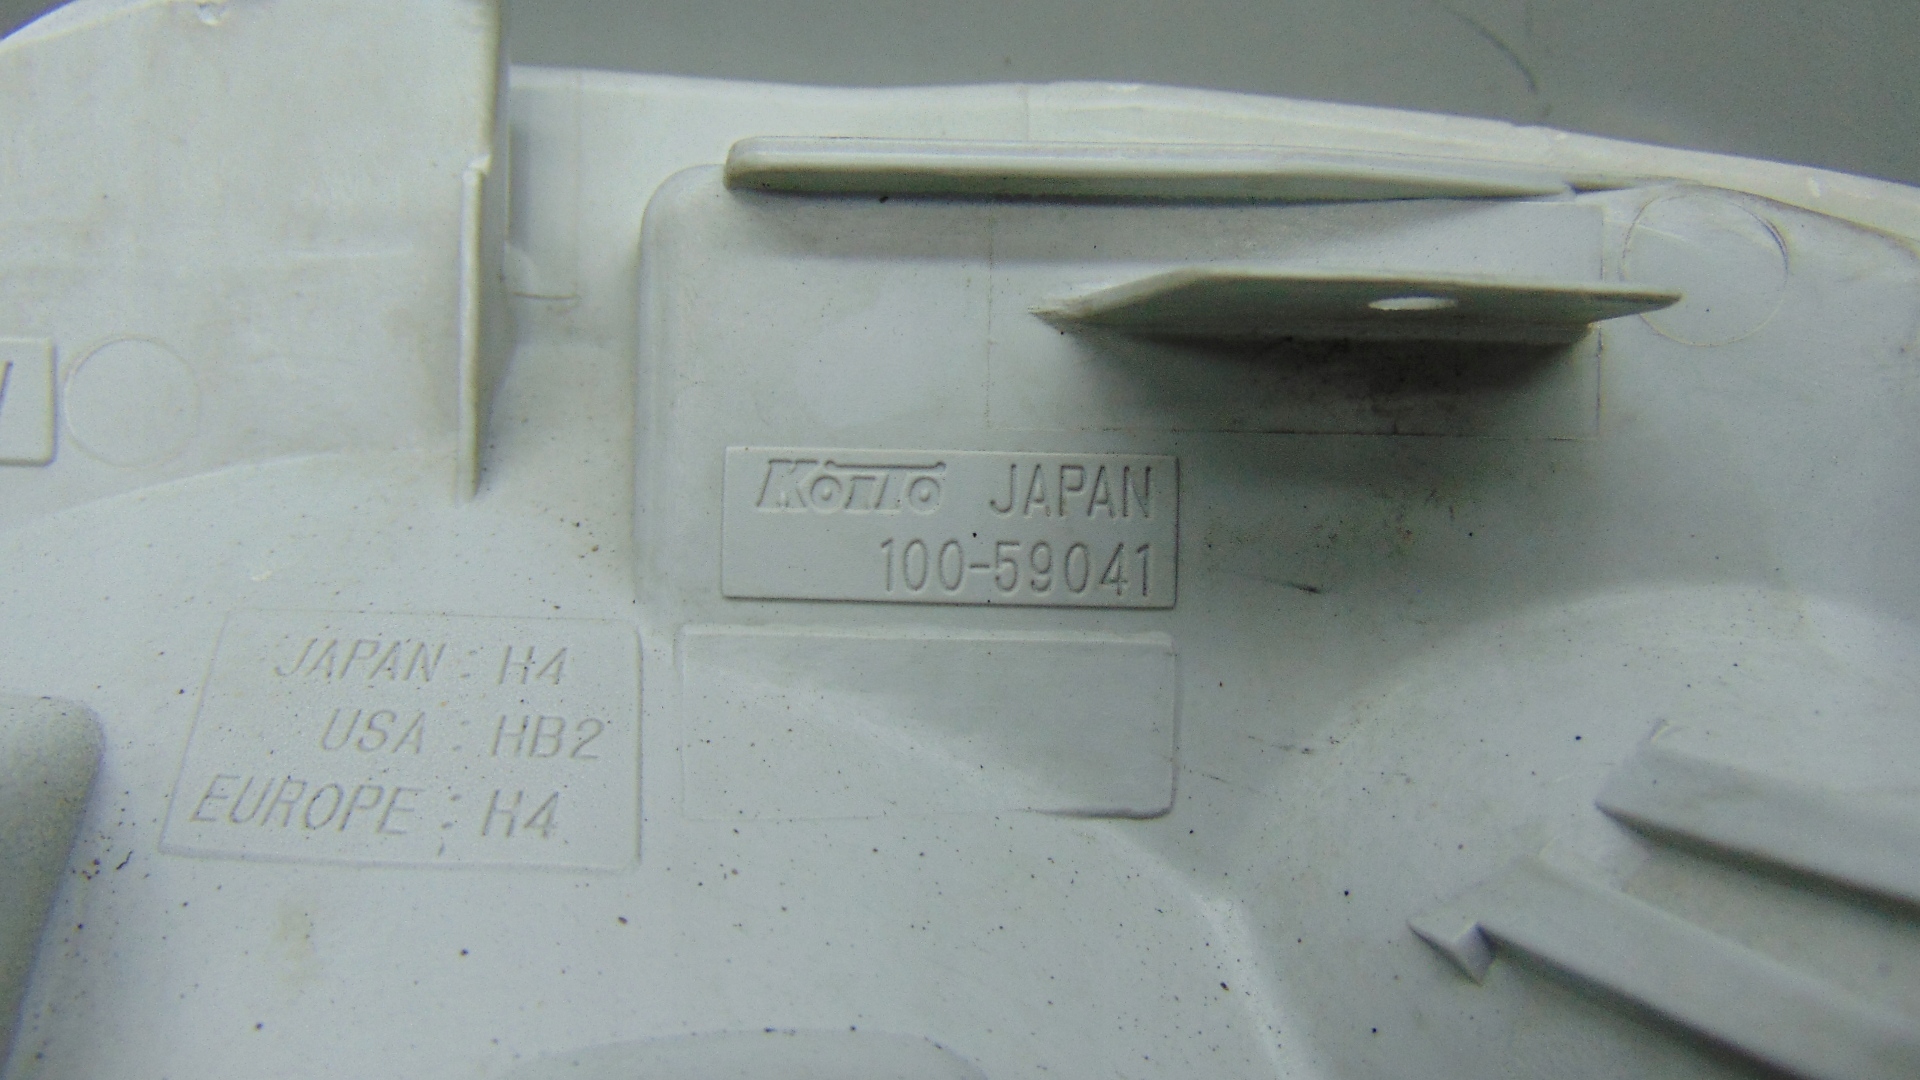 KOITO JAPAN
100-59041
JAPAN : H4
USA : HB2
EUROPE : H4